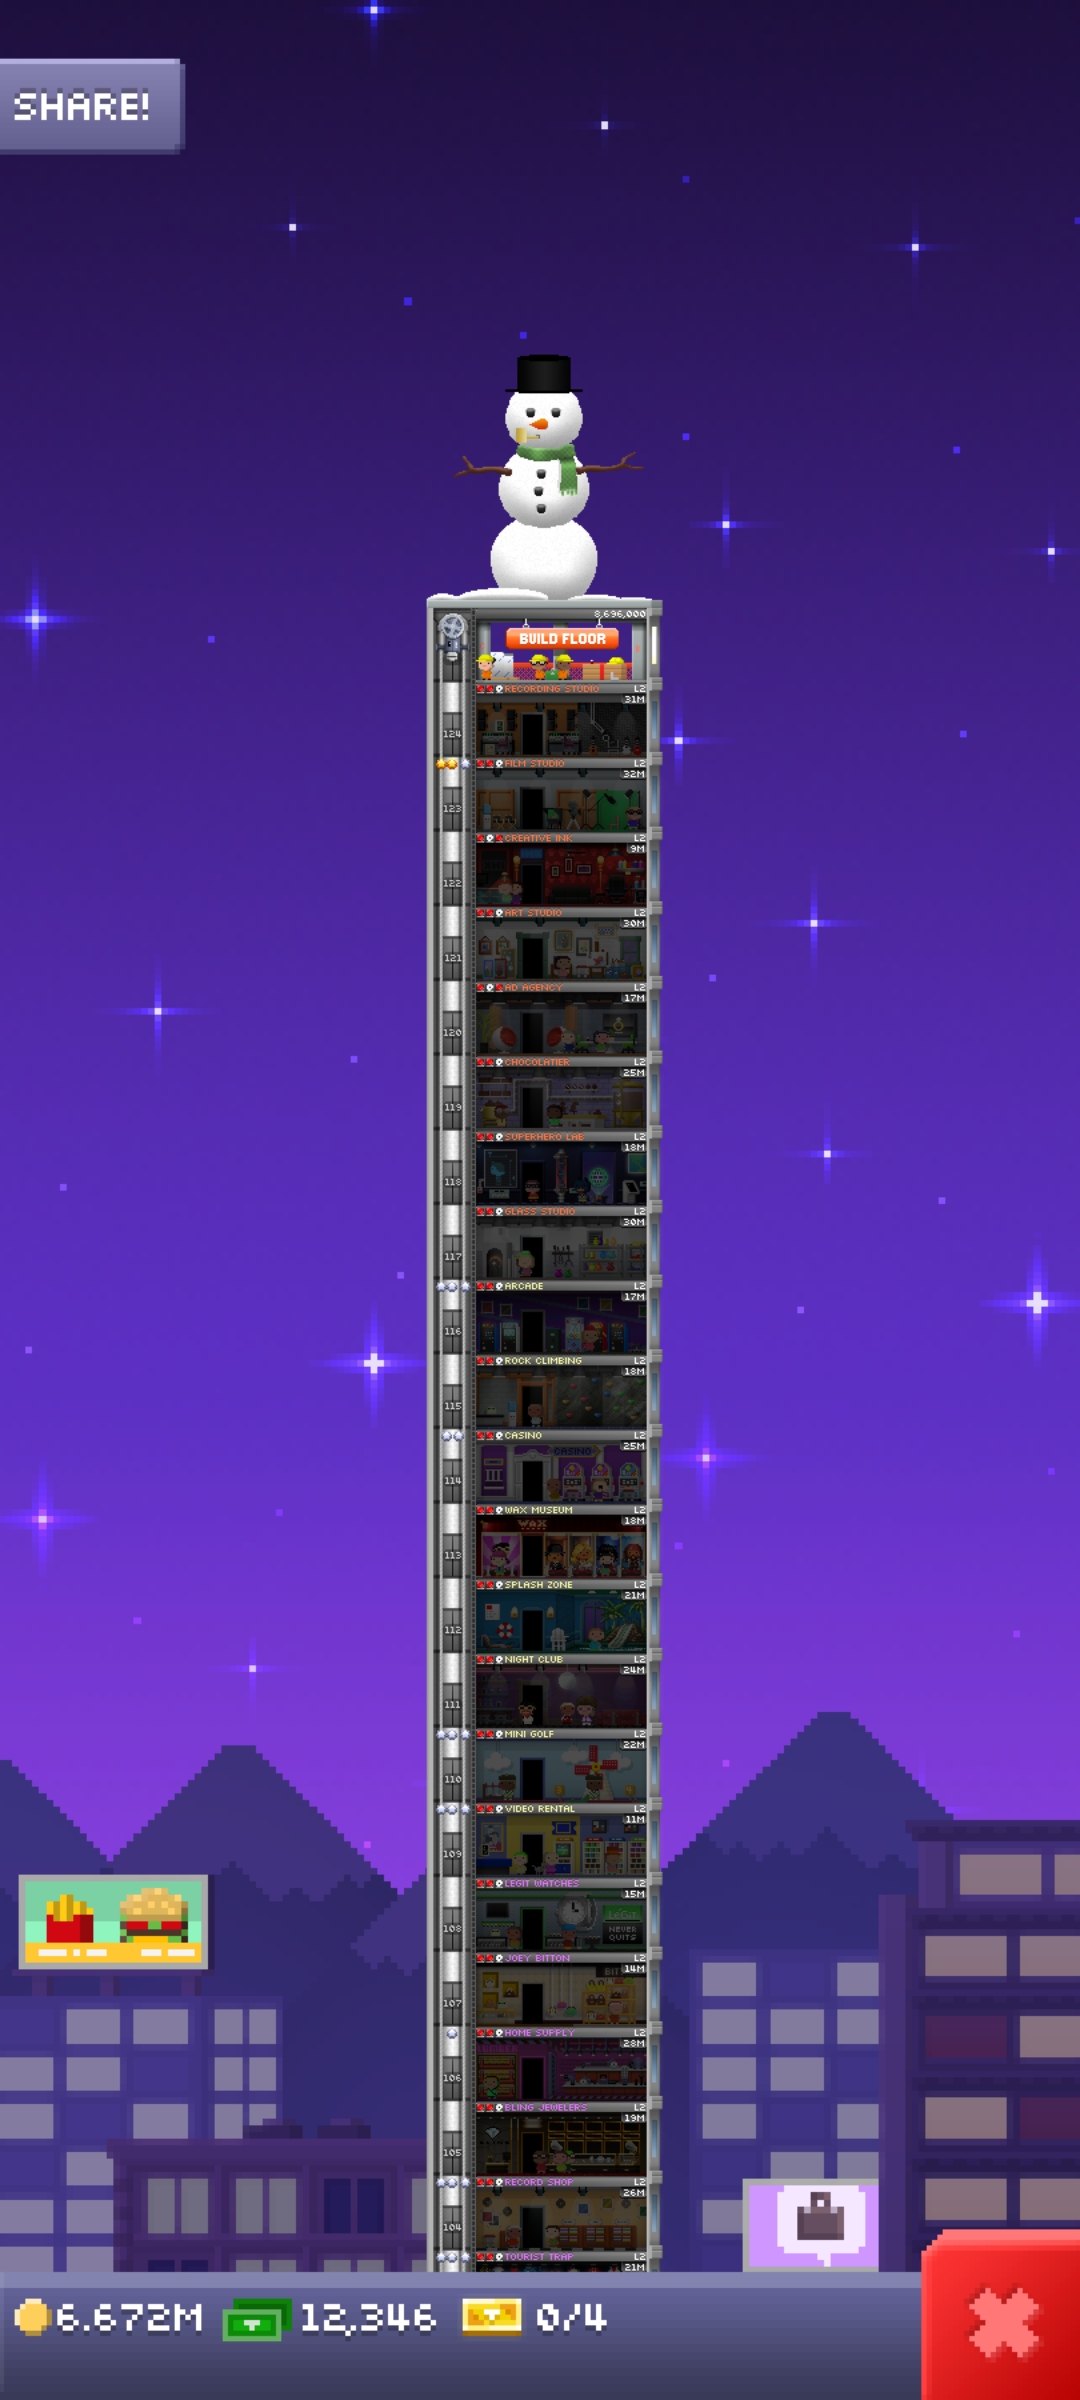 SHARE!
8,696,000
BUILD FLOOR
RECORDING STUDIO L2
31M
124
FILM STUDIO L2
32M
123
CREATIVE INK L2
9M
122
ART STUDIO L2
30M
121
AD AGENCY L2
17M
120
CHOCOLATIER L2
25M
119
SUPERHERO LAB L2
18M
118
GLASS STUDIO L2
30M
117
ARCADE L2
17M
116
ROCK CLIMBING L2
18M
115
CASINO L2
25M
CASINO
114
WAX MUSEUM L2
18M
WAX
113
SPLASH ZONE L2
21M
112
NIGHT CLUB L2
24M
111
MINI GOLF L2
22M
110
VIDEO RENTAL L2
11M
109
LEGIT WATCHES L2
15M
LEGIT
NEVER
QUITS
108
JOEY BITTON L2
14M
BIT
107
HOME SUPPLY L2
28M
106
BLING JEWELERS L2
19M
105
RECORD SHOP L2
26M
104
TOURIST TRAP L2
21M
6.672M 12,346 0/4